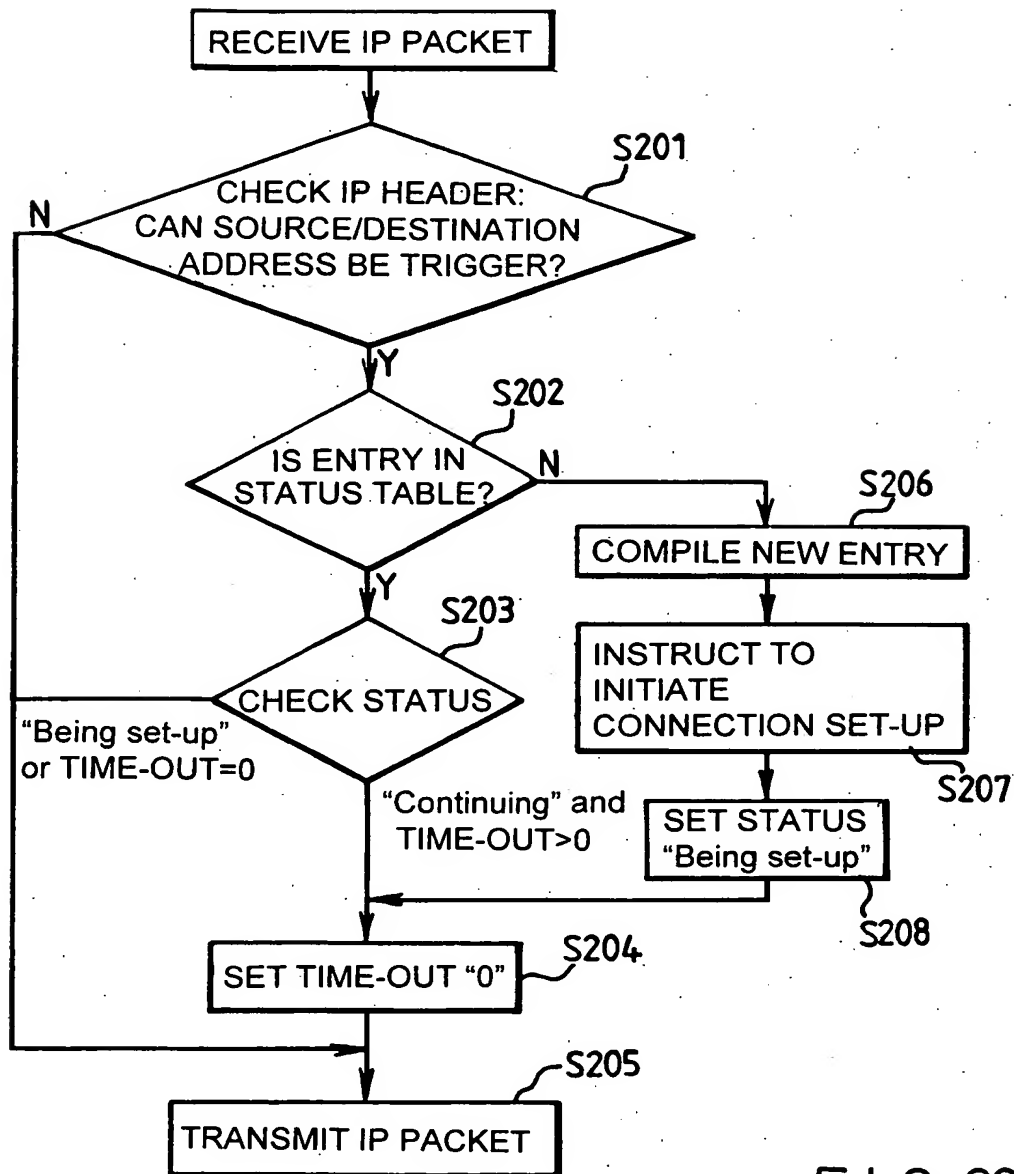 RECEIVE IP PACKET
S201
CHECK IP HEADER:
CAN SOURCE/DESTINATION
ADDRESS BE TRIGGER?
N
Y
S202
IS ENTRY IN
STATUS TABLE?
N
Y
S206
COMPILE NEW ENTRY
S203
CHECK STATUS
INSTRUCT TO
INITIATE
CONNECTION SET-UP
S207
"Being set-up"
or TIME-OUT=0
"Continuing" and
TIME-OUT>0
SET STATUS
"Being set-up"
S208
S204
SET TIME-OUT "0"
S205
TRANSMIT IP PACKET